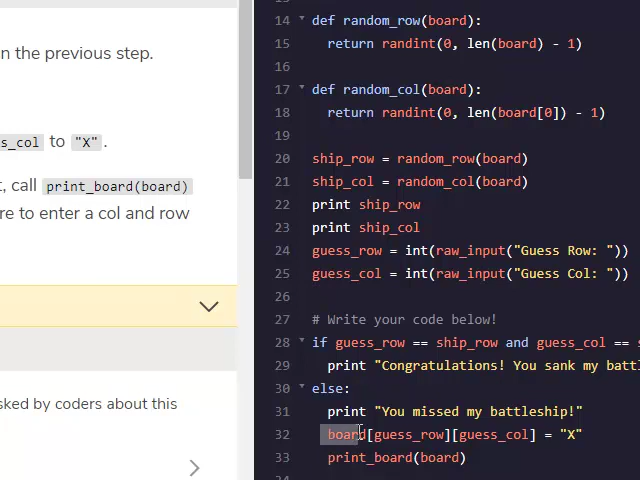 n the previous step.
s_col to "X".
t, call print_board(board)
re to enter a col and row
sked by coders about this
14 def random_row(board):
15 return randint(0, len(board) - 1)
16
17 def random_col(board):
18 return randint(0, len(board[0]) - 1)
19
20 ship_row = random_row(board)
21 ship_col = random_col(board)
22 print ship_row
23 print ship_col
24 guess_row = int(raw_input("Guess Row: "))
25 guess_col = int(raw_input("Guess Col: "))
26
27 # Write your code below!
28 if guess_row == ship_row and guess_col == s
29 print "Congratulations! You sank my battl
30 else:
31 print "You missed my battleship!"
32 board[guess_row][guess_col] = "X"
33 print_board(board)